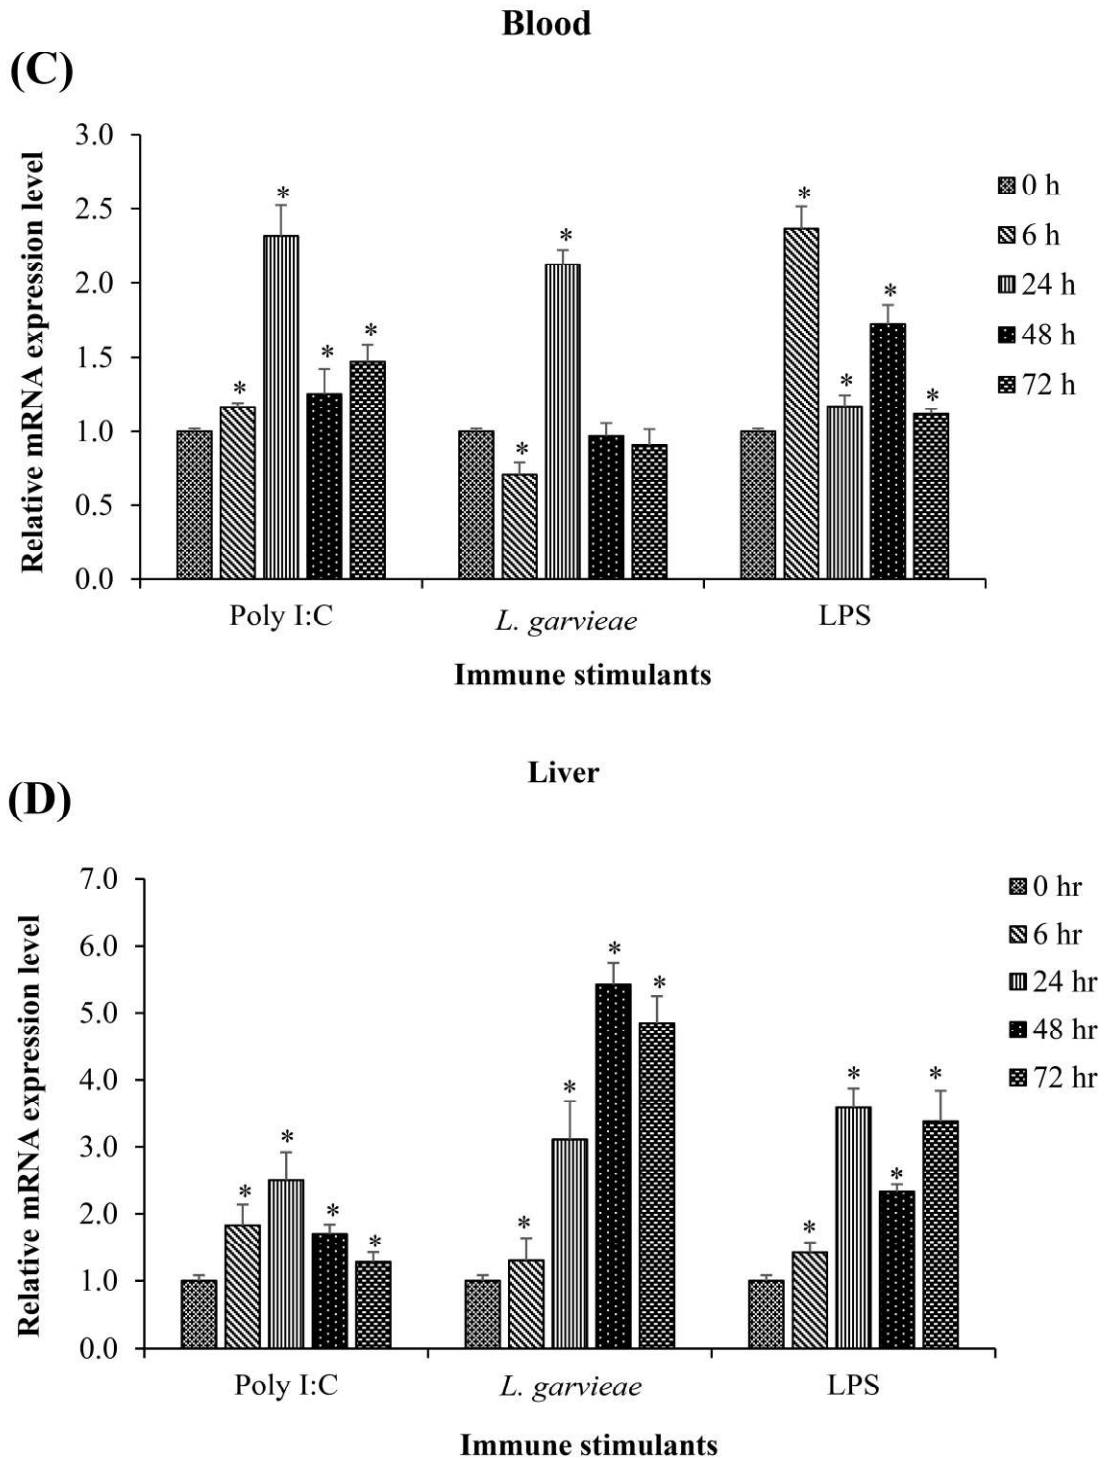 Blood
(C)
3.0
2.5
2.0
1.5
1.0
0.5
0.0
Relative mRNA expression level
* * * *
* *
* * * *
0 h
6 h
24 h
48 h
72 h
Poly I:C
L. garvieae
LPS
Immune stimulants
Liver
(D)
7.0
6.0
5.0
4.0
3.0
2.0
1.0
0.0
Relative mRNA expression level
* * * *
* * * *
* * * *
0 hr
6 hr
24 hr
48 hr
72 hr
Poly I:C
L. garvieae
LPS
Immune stimulants